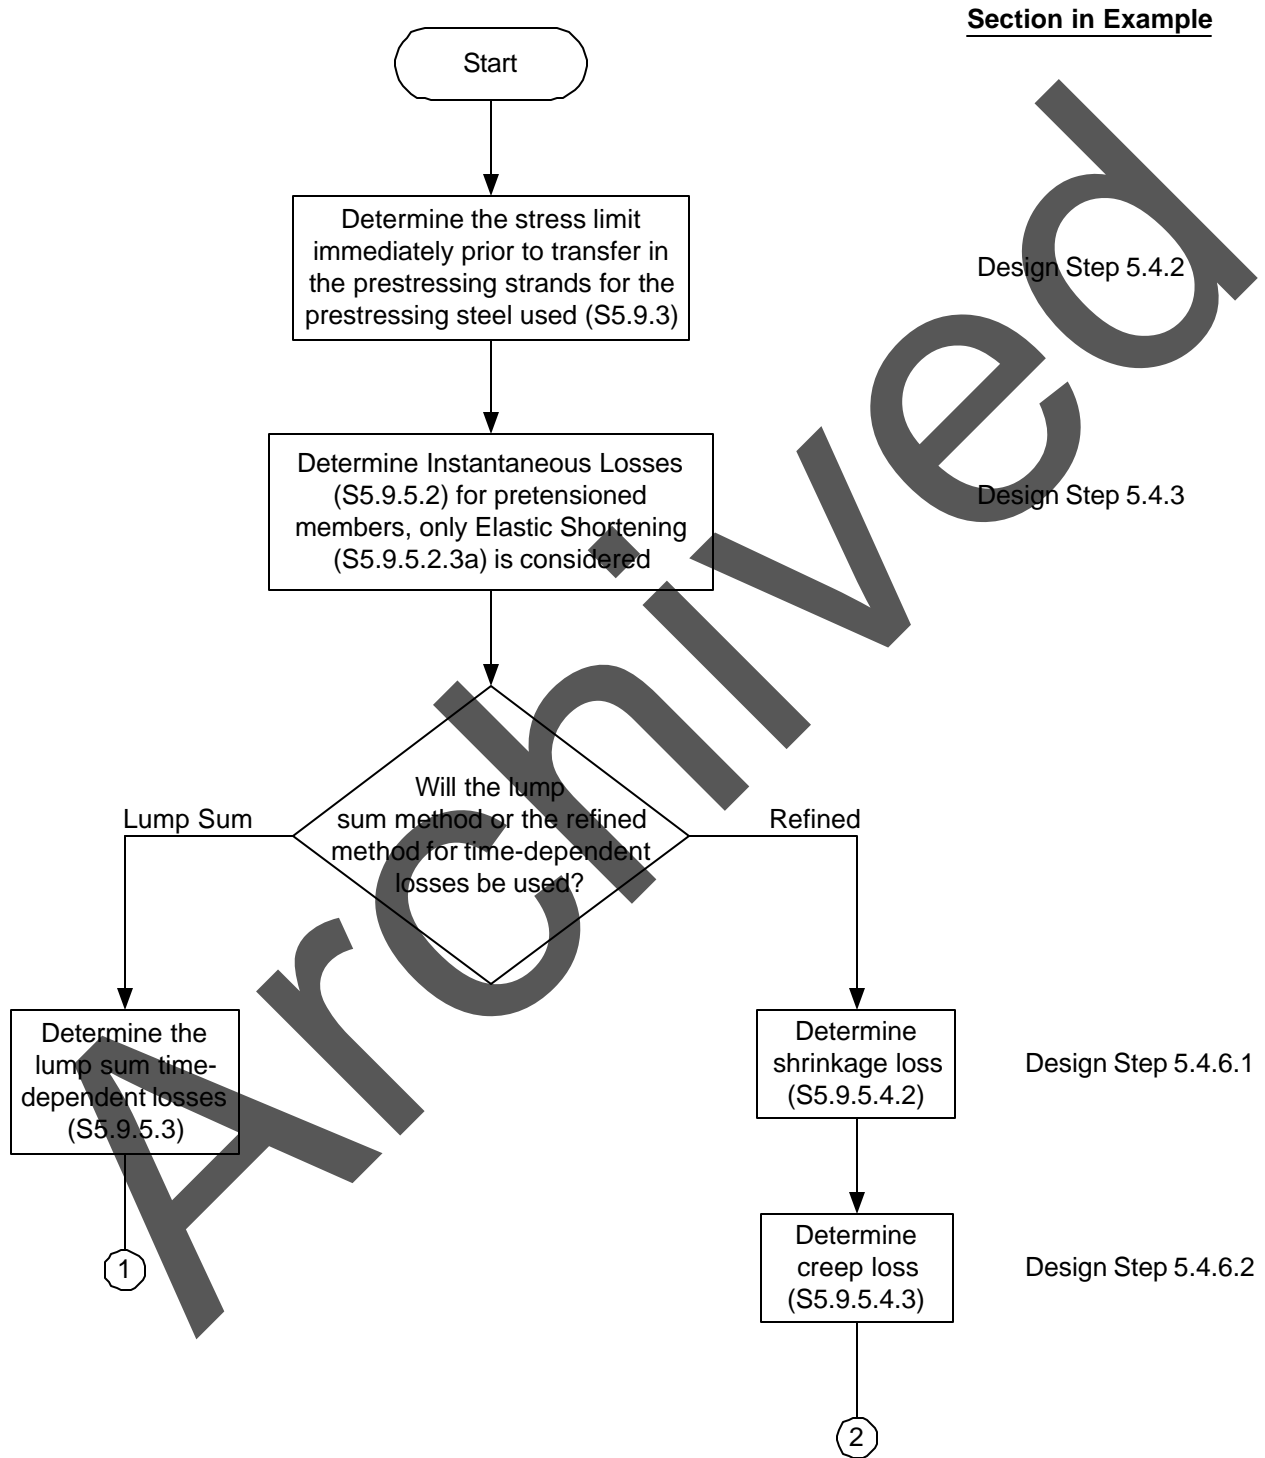 Section in Example
Start
Determine the stress limit
immediately prior to transfer in
the prestressing strands for the
prestressing steel used (S5.9.3)
Design Step 5.4.2
Determine Instantaneous Losses
(S5.9.5.2) for pretensioned
members, only Elastic Shortening
(S5.9.5.2.3a) is considered
Design Step 5.4.3
Will the lump
sum method or the refined
method for time-dependent
losses be used?
Lump Sum
Refined
Determine the
lump sum time-
dependent losses
(S5.9.5.3)
1
Determine
shrinkage loss
(S5.9.5.4.2)
Design Step 5.4.6.1
Determine
creep loss
(S5.9.5.4.3)
Design Step 5.4.6.2
2
Archived